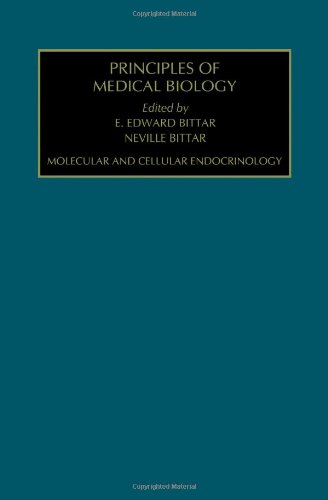 PRINCIPLES OF
MEDICAL BIOLOGY
Edited by
E. EDWARD BITTAR
NEVILLE BITTAR
MOLECULAR AND CELLULAR ENDOCRINOLOGY